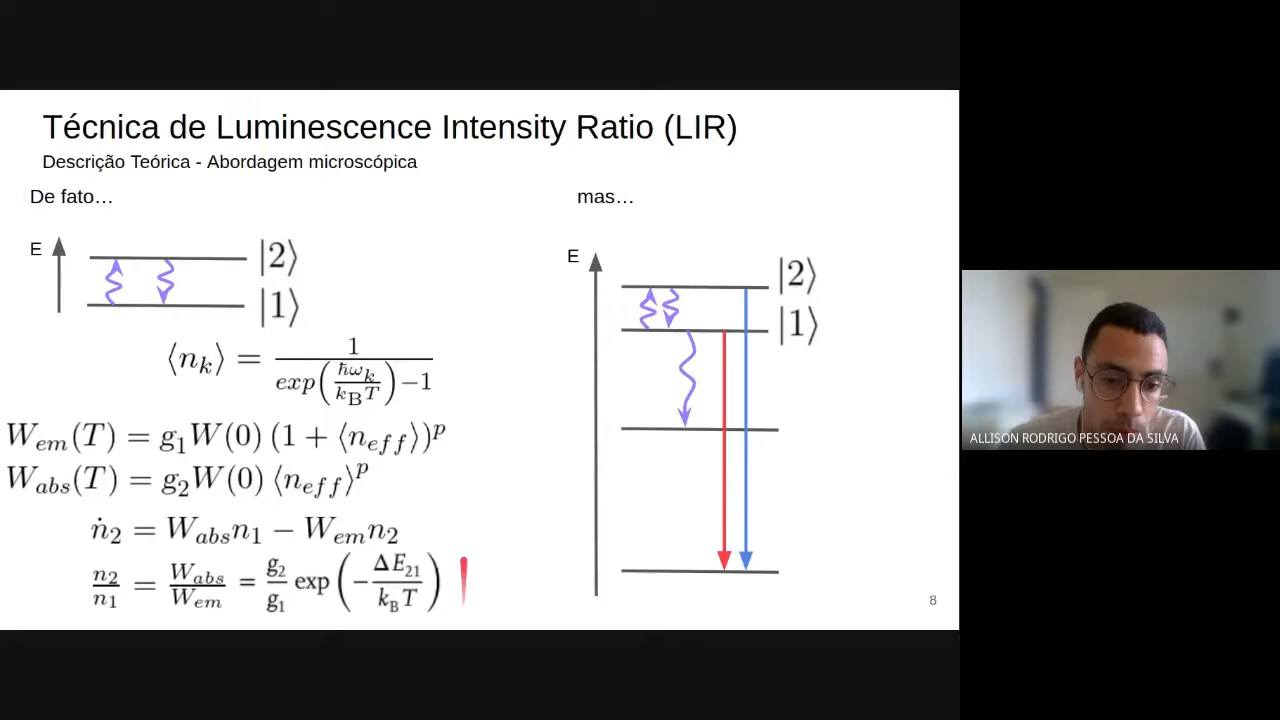 Técnica de Luminescence Intensity Ratio (LIR)
Descrição Teórica - Abordagem microscópica
De fato…
E
|2⟩
|1⟩
⟨n_k⟩ = 1 / (exp(ħω_k / k_B T) − 1)
W_em(T) = g_1 W(0) (1 + ⟨n_eff⟩)^p
W_abs(T) = g_2 W(0) ⟨n_eff⟩^p
ṅ_2 = W_abs n_1 − W_em n_2
n_2 / n_1 = W_abs / W_em = g_2 / g_1 exp(− ΔE_21 / k_B T)
mas…
E
|2⟩
|1⟩
8
ALLISON RODRIGO PESSOA DA SILVA